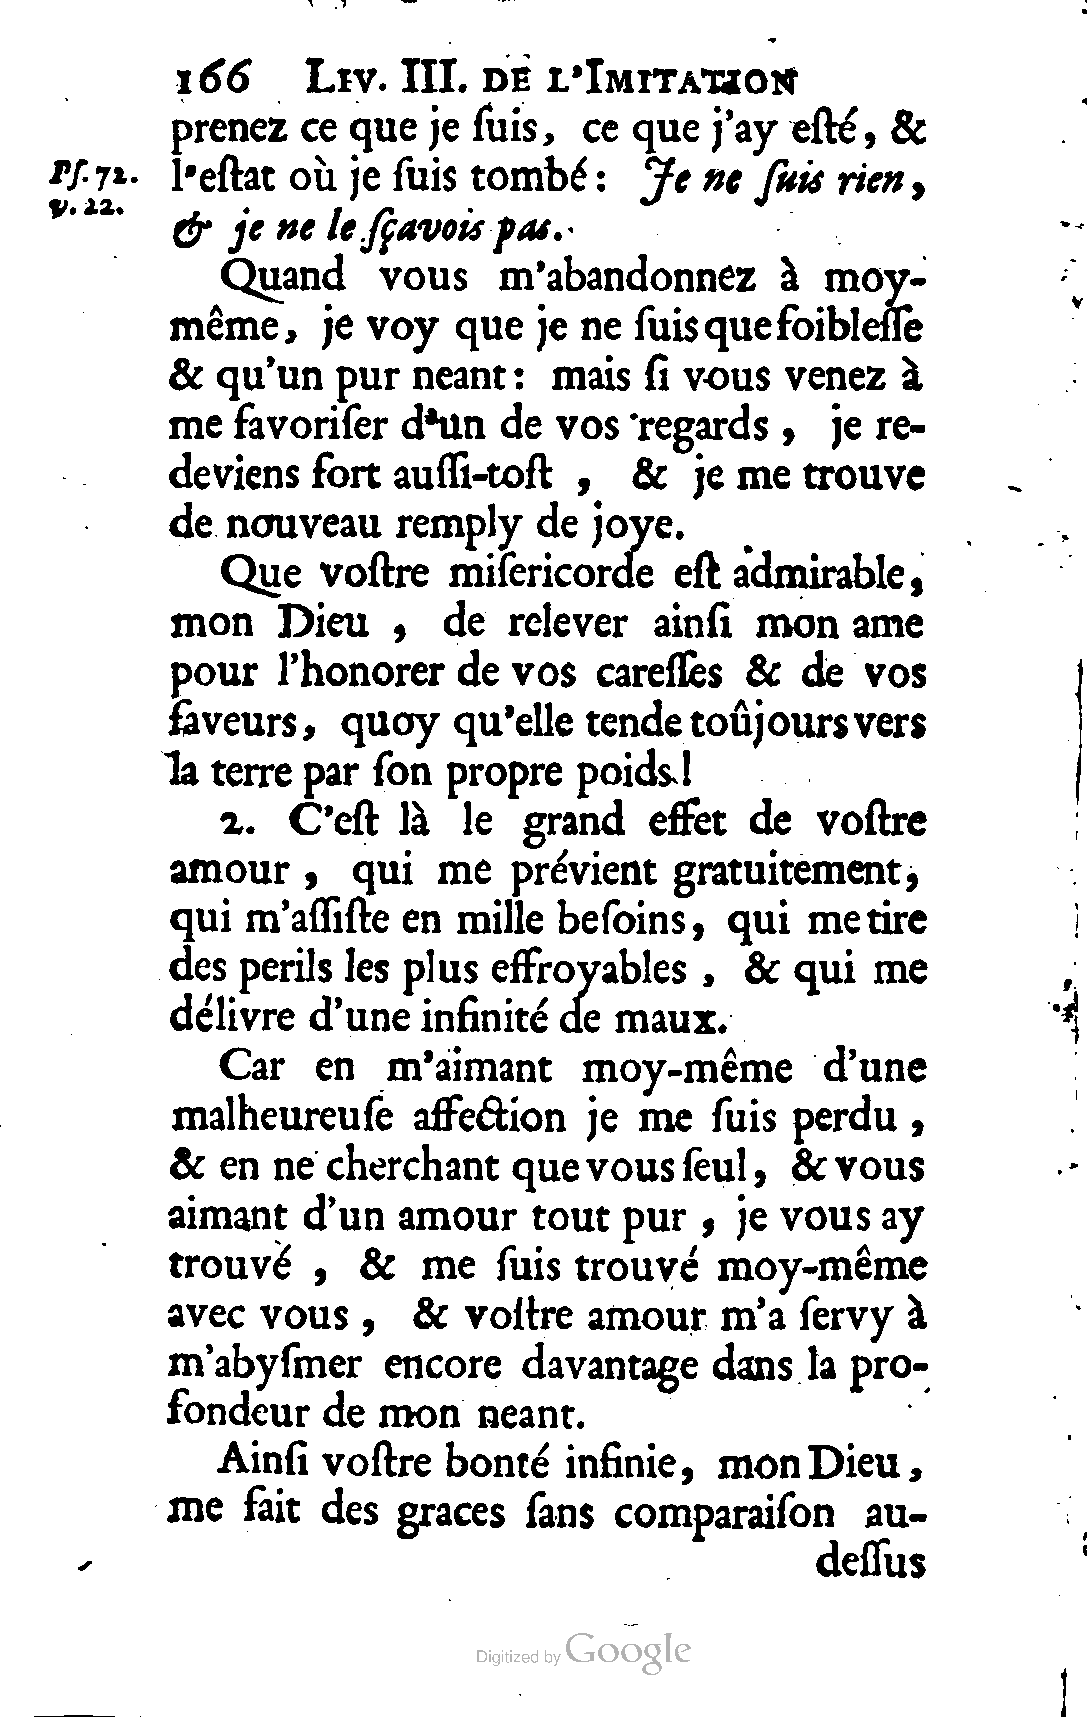 166 LIV. III. DE L'IMITATION
prenez ce que je ſuis, ce que j'ay eſté, &
Pſ. 72. l'eſtat où je ſuis tombé : Je ne ſuis rien,
v. 22. & je ne le ſçavois pas.
Quand vous m'abandonnez à moy-
même, je voy que je ne ſuis que foibleſſe
& qu'un pur neant : mais ſi vous venez à
me favoriſer d'un de vos regards, je re-
deviens fort auſſi-toſt, & je me trouve
de nouveau remply de joye.
Que voſtre miſericorde eſt admirable,
mon Dieu, de relever ainſi mon ame
pour l'honorer de vos careſſes & de vos
faveurs, quoy qu'elle tende toûjours vers
la terre par ſon propre poids !
2. C'eſt là le grand effet de voſtre
amour, qui me prévient gratuitement,
qui m'aſſiſte en mille beſoins, qui me tire
des perils les plus effroyables, & qui me
délivre d'une infinité de maux.
Car en m'aimant moy-même d'une
malheureuſe affection je me ſuis perdu,
& en ne cherchant que vous ſeul, & vous
aimant d'un amour tout pur, je vous ay
trouvé, & me ſuis trouvé moy-même
avec vous, & voſtre amour m'a ſervy à
m'abyſmer encore davantage dans la pro-
fondeur de mon neant.
Ainſi voſtre bonté infinie, mon Dieu,
me fait des graces ſans comparaiſon au-
deſſus
Digitized by Google